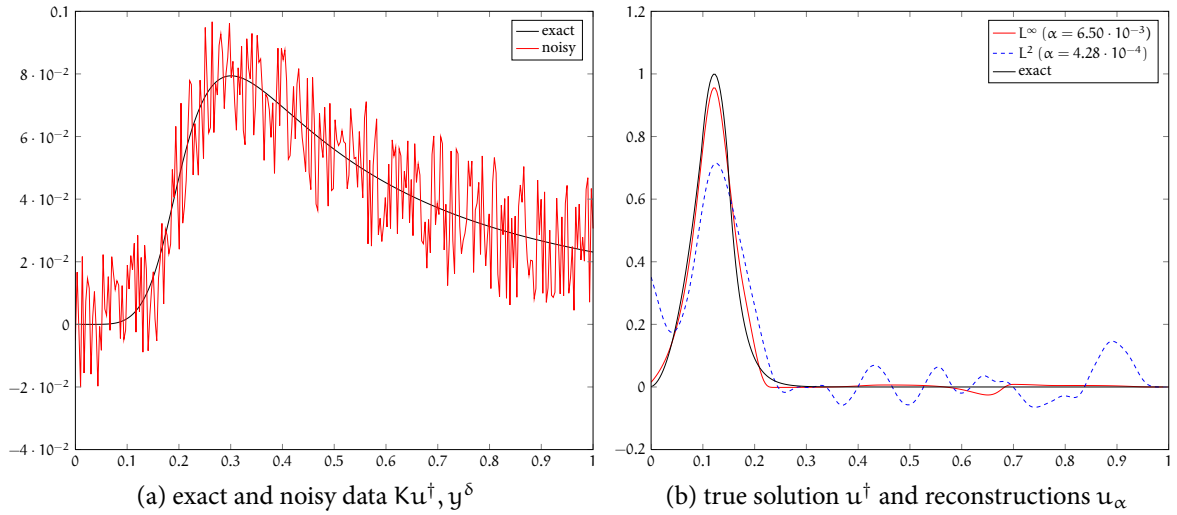 0.1
8 · 10⁻²
6 · 10⁻²
4 · 10⁻²
2 · 10⁻²
0
−2 · 10⁻²
−4 · 10⁻²
0 0.1 0.2 0.3 0.4 0.5 0.6 0.7 0.8 0.9 1
exact
noisy
(a) exact and noisy data Ku†, yᵟ
1.2
1
0.8
0.6
0.4
0.2
0
−0.2
0 0.1 0.2 0.3 0.4 0.5 0.6 0.7 0.8 0.9 1
L∞ (α = 6.50 · 10⁻³)
L² (α = 4.28 · 10⁻⁴)
exact
(b) true solution u† and reconstructions uα